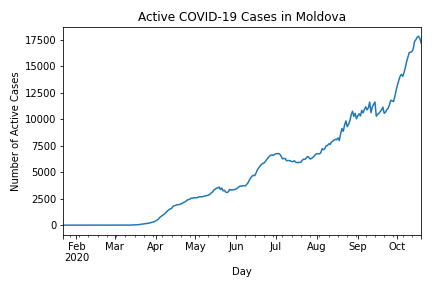 Active COVID-19 Cases in Moldova
Number of Active Cases
17500
15000
12500
10000
7500
5000
2500
0
Feb Mar Apr May Jun Jul Aug Sep Oct
2020
Day